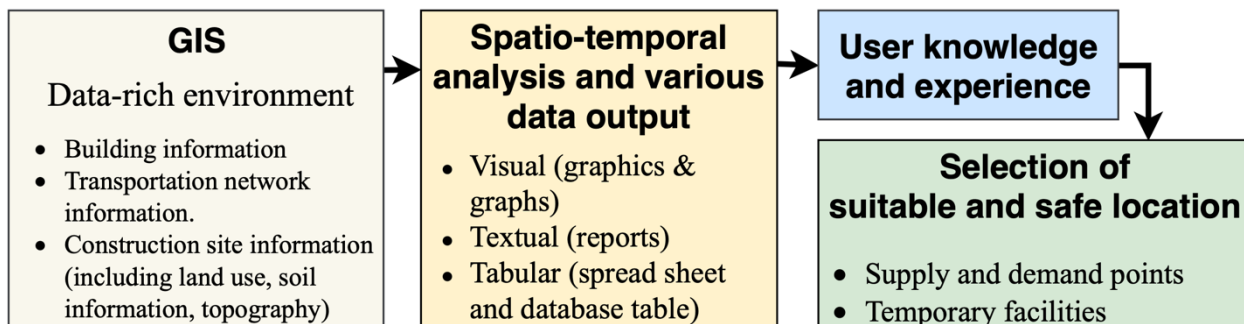 GIS
Data-rich environment
• Building information
• Transportation network
information.
• Construction site information
(including land use, soil
information, topography)
Spatio-temporal
analysis and various
data output
• Visual (graphics &
graphs)
• Textual (reports)
• Tabular (spread sheet
and database table)
User knowledge
and experience
Selection of
suitable and safe location
• Supply and demand points
• Temporary facilities